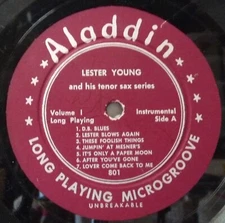 Aladdin
LESTER YOUNG
and his tenor sax series
Volume I Instrumental
Long Playing Side A
1. D.B. BLUES
2. LESTER BLOWS AGAIN
3. THESE FOOLISH THINGS
4. JUMPIN' AT MESNER'S
5. IT'S ONLY A PAPER MOON
6. AFTER YOU'VE GONE
7. LOVER COME BACK TO ME
801
LONG PLAYING MICROGROOVE
UNBREAKABLE